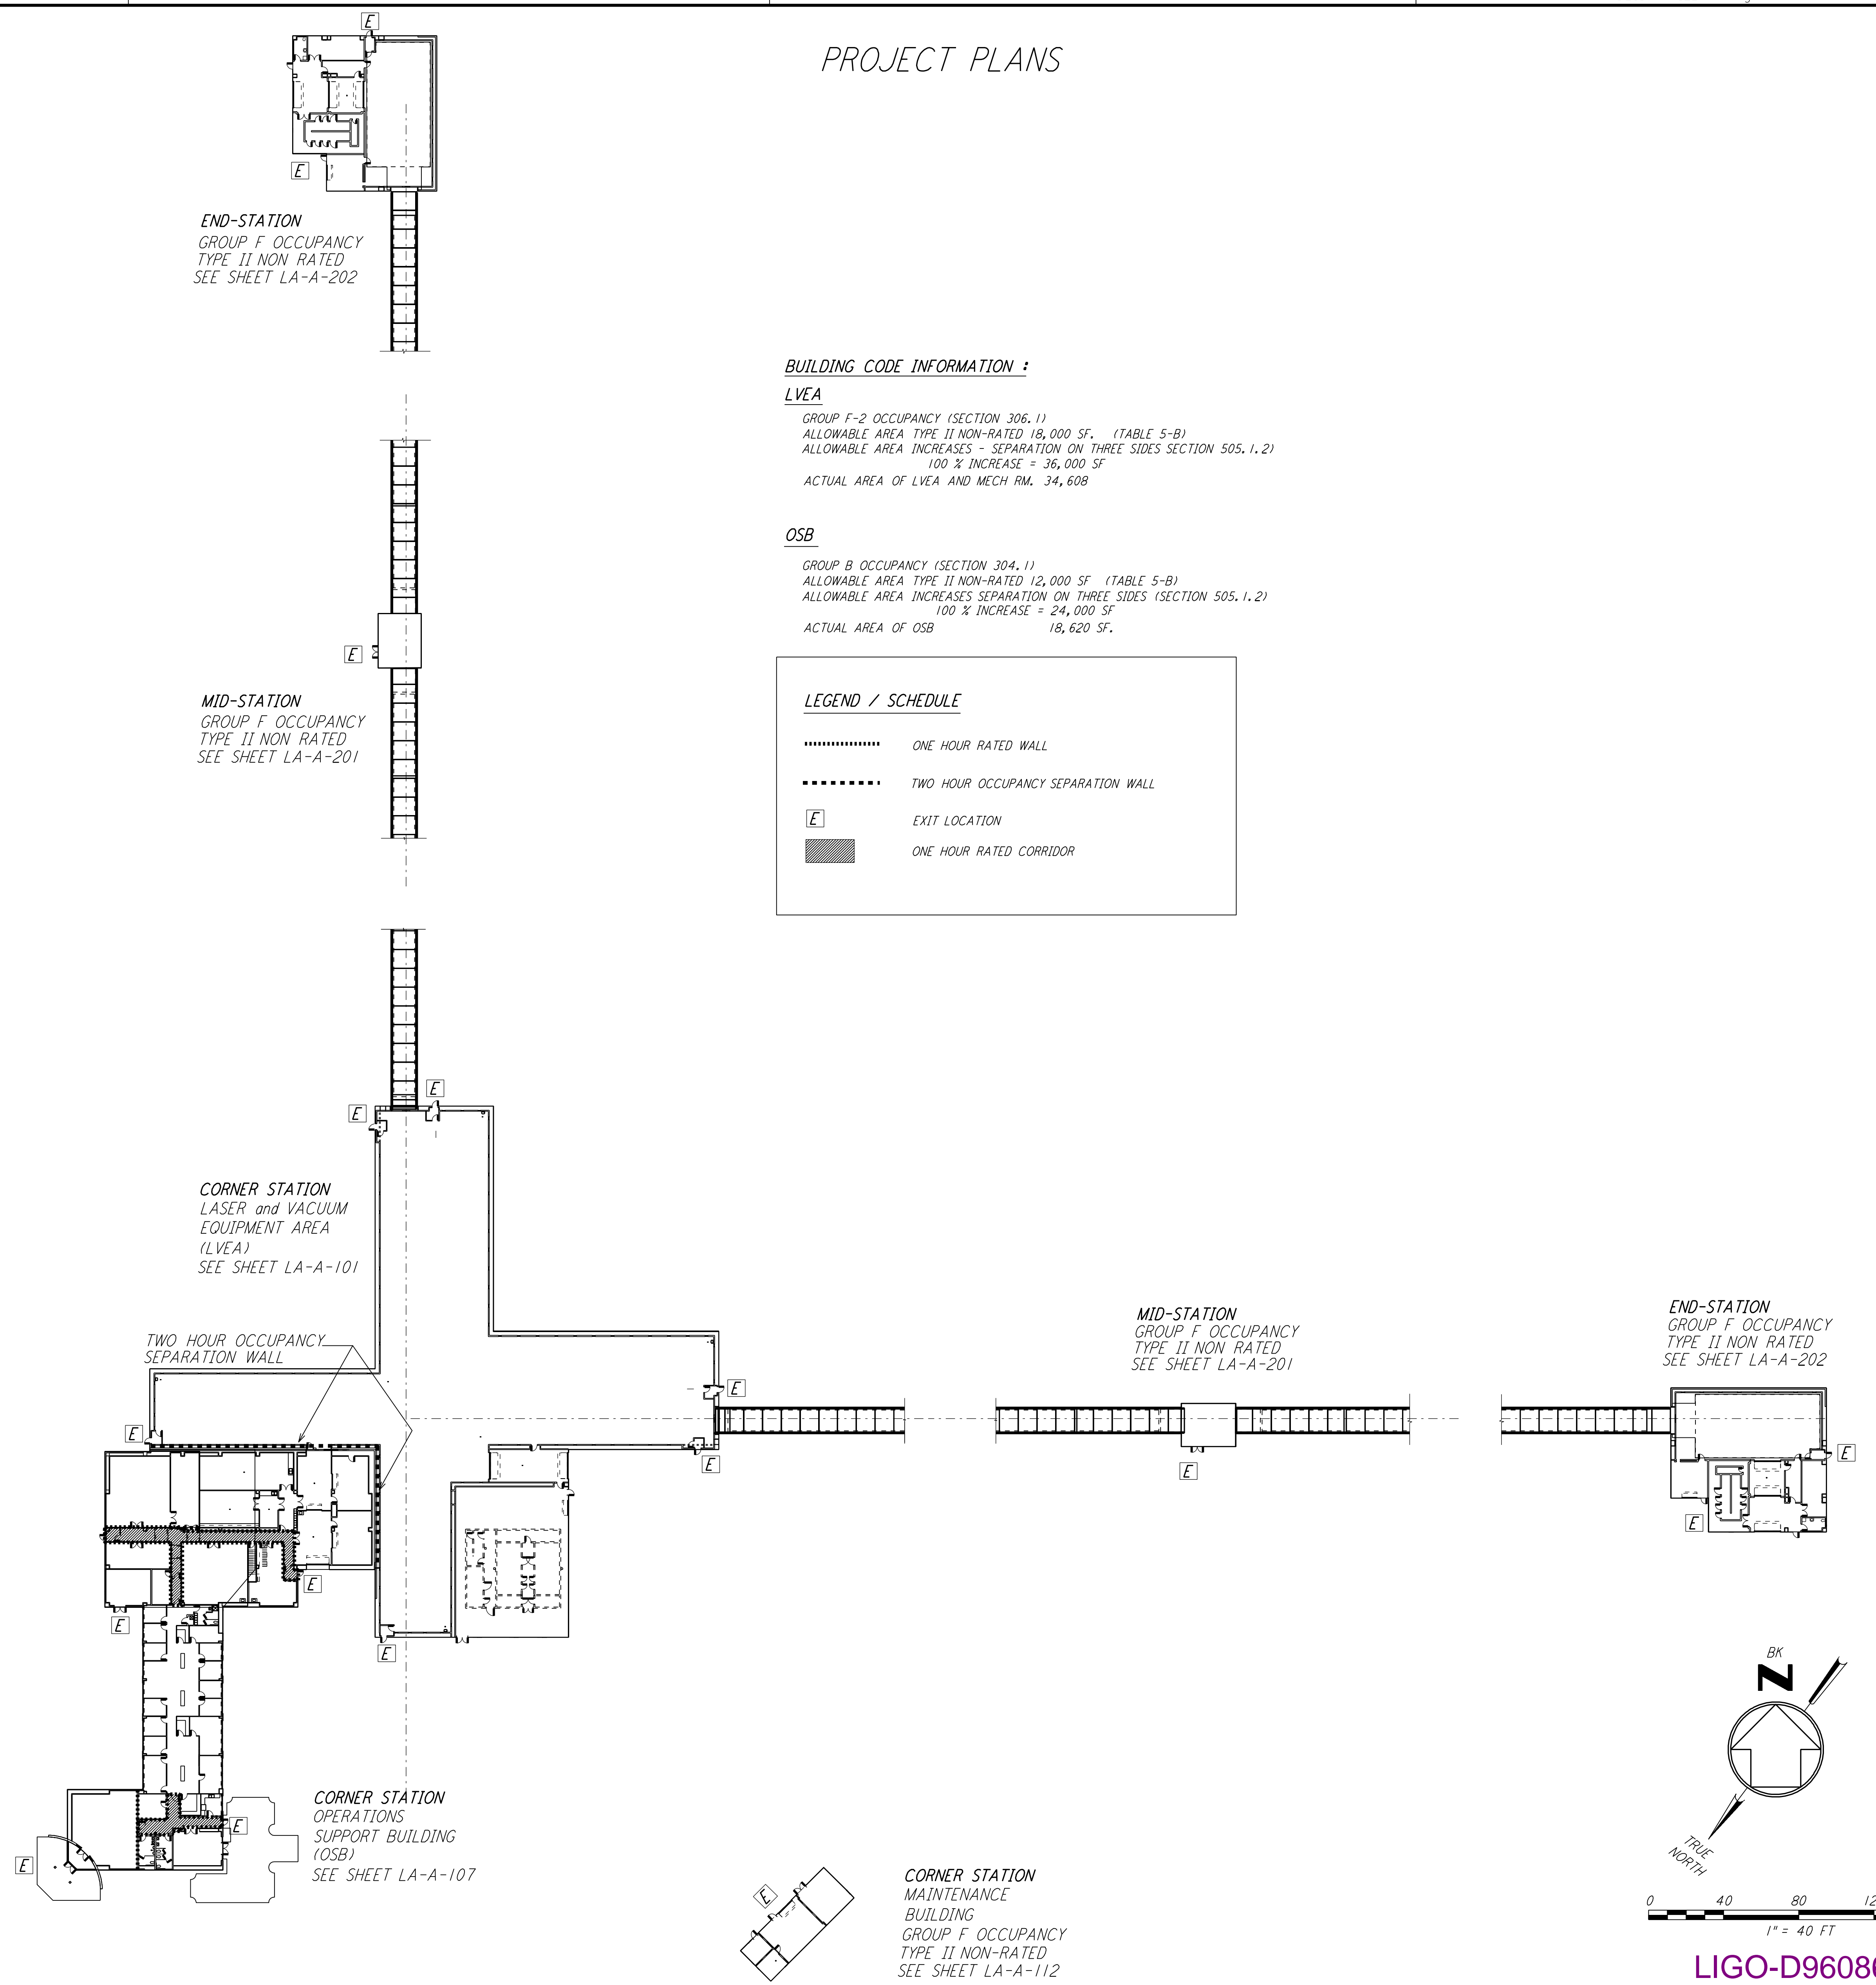 PROJECT PLANS
E
E
END-STATION
GROUP F OCCUPANCY
TYPE II NON RATED
SEE SHEET LA-A-202
BUILDING CODE INFORMATION :
LVEA
GROUP F-2 OCCUPANCY (SECTION 306.1)
ALLOWABLE AREA TYPE II NON-RATED 18,000 SF. (TABLE 5-B)
ALLOWABLE AREA INCREASES - SEPARATION ON THREE SIDES SECTION 505.1.2)
100 % INCREASE = 36,000 SF
ACTUAL AREA OF LVEA AND MECH RM. 34,608
OSB
GROUP B OCCUPANCY (SECTION 304.1)
ALLOWABLE AREA TYPE II NON-RATED 12,000 SF (TABLE 5-B)
ALLOWABLE AREA INCREASES SEPARATION ON THREE SIDES (SECTION 505.1.2)
100 % INCREASE = 24,000 SF
ACTUAL AREA OF OSB 18,620 SF.
E
MID-STATION
GROUP F OCCUPANCY
TYPE II NON RATED
SEE SHEET LA-A-201
LEGEND / SCHEDULE
ONE HOUR RATED WALL
TWO HOUR OCCUPANCY SEPARATION WALL
E EXIT LOCATION
ONE HOUR RATED CORRIDOR
E
E
CORNER STATION
LASER and VACUUM
EQUIPMENT AREA
(LVEA)
SEE SHEET LA-A-101
TWO HOUR OCCUPANCY
SEPARATION WALL
MID-STATION
GROUP F OCCUPANCY
TYPE II NON RATED
SEE SHEET LA-A-201
END-STATION
GROUP F OCCUPANCY
TYPE II NON RATED
SEE SHEET LA-A-202
E
E
E
E
E
E
E
E
E
E
BK
N
TRUE
NORTH
CORNER STATION
OPERATIONS
SUPPORT BUILDING
(OSB)
SEE SHEET LA-A-107
E
E
E
CORNER STATION
MAINTENANCE
BUILDING
GROUP F OCCUPANCY
TYPE II NON-RATED
SEE SHEET LA-A-112
0 40 80
1" = 40 FT
LIGO-D96080